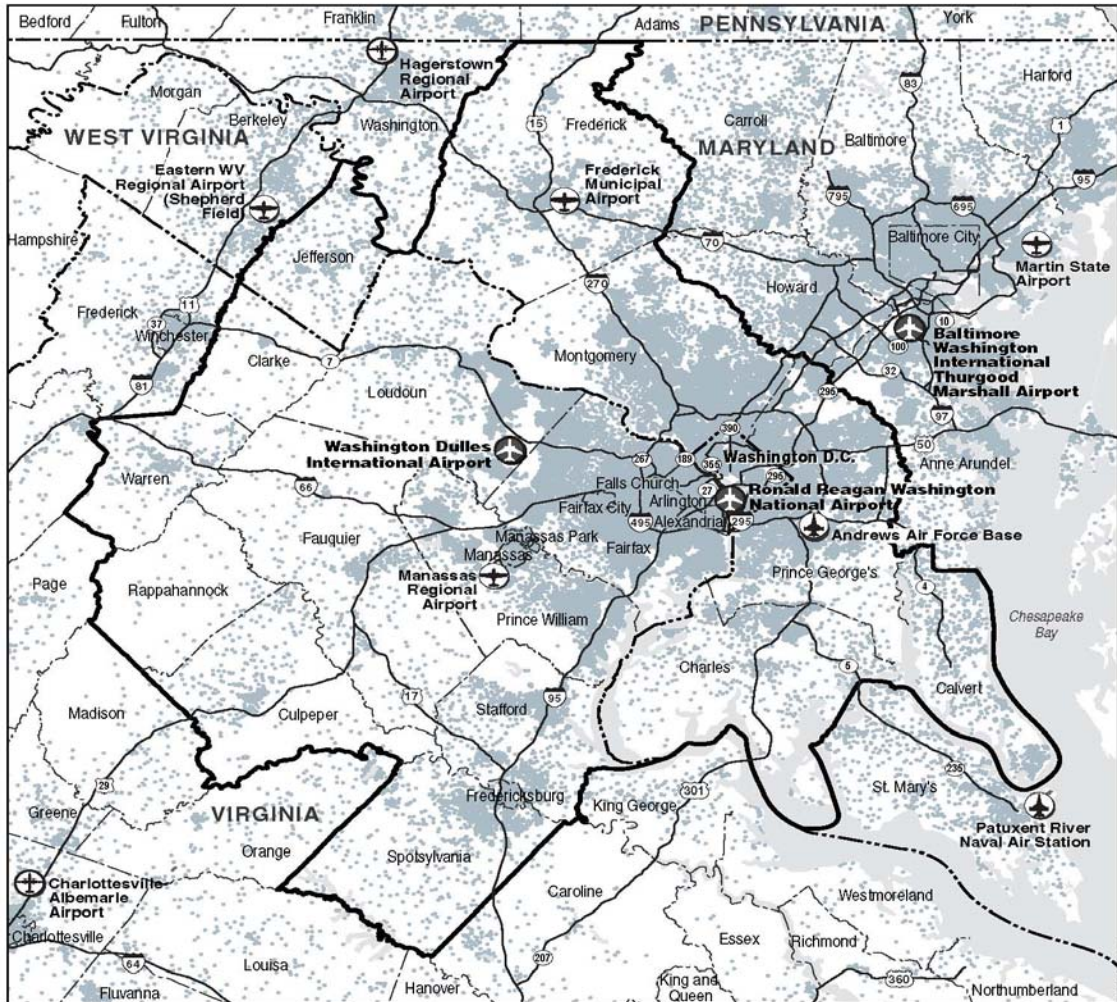 Bedford
Fulton
Franklin
Adams
PENNSYLVANIA
York
Hagerstown
Regional
Airport
Morgan
Berkeley
Washington
15
Frederick
Carroll
83
Harford
1
WEST VIRGINIA
MARYLAND
Baltimore
95
Eastern WV
Regional Airport
(Shepherd
Field)
Frederick
Municipal
Airport
795
695
Baltimore City
Hampshire
Jefferson
70
Martin State
Airport
270
Howard
Frederick
11
37
Winchester
10
Baltimore
Washington
International
Thurgood
Marshall Airport
100
32
Clarke
7
Montgomery
81
Loudoun
295
97
390
50
Washington Dulles
International Airport
267
189
355
Washington D.C.
Anne Arundel
Warren
66
Falls Church
27
295
Arlington
Ronald Reagan Washington
National Airport
Fairfax City
495
Alexandria
295
Andrews Air Force Base
Fauquier
Manassas Park
Manassas
Fairfax
Page
Rappahannock
Manassas
Regional
Airport
Prince George's
4
Prince William
Chesapeake
Bay
Charles
5
Calvert
17
95
Stafford
Madison
Culpeper
29
235
St. Mary's
Greene
VIRGINIA
Fredericksburg
King George
301
Patuxent River
Naval Air Station
Orange
Spotsylvania
Charlottesville-
Albemarle
Airport
Caroline
Westmoreland
Charlottesville
Essex
Richmond
64
Louisa
207
Fluvanna
Hanover
King and
Queen
360
Northumberland